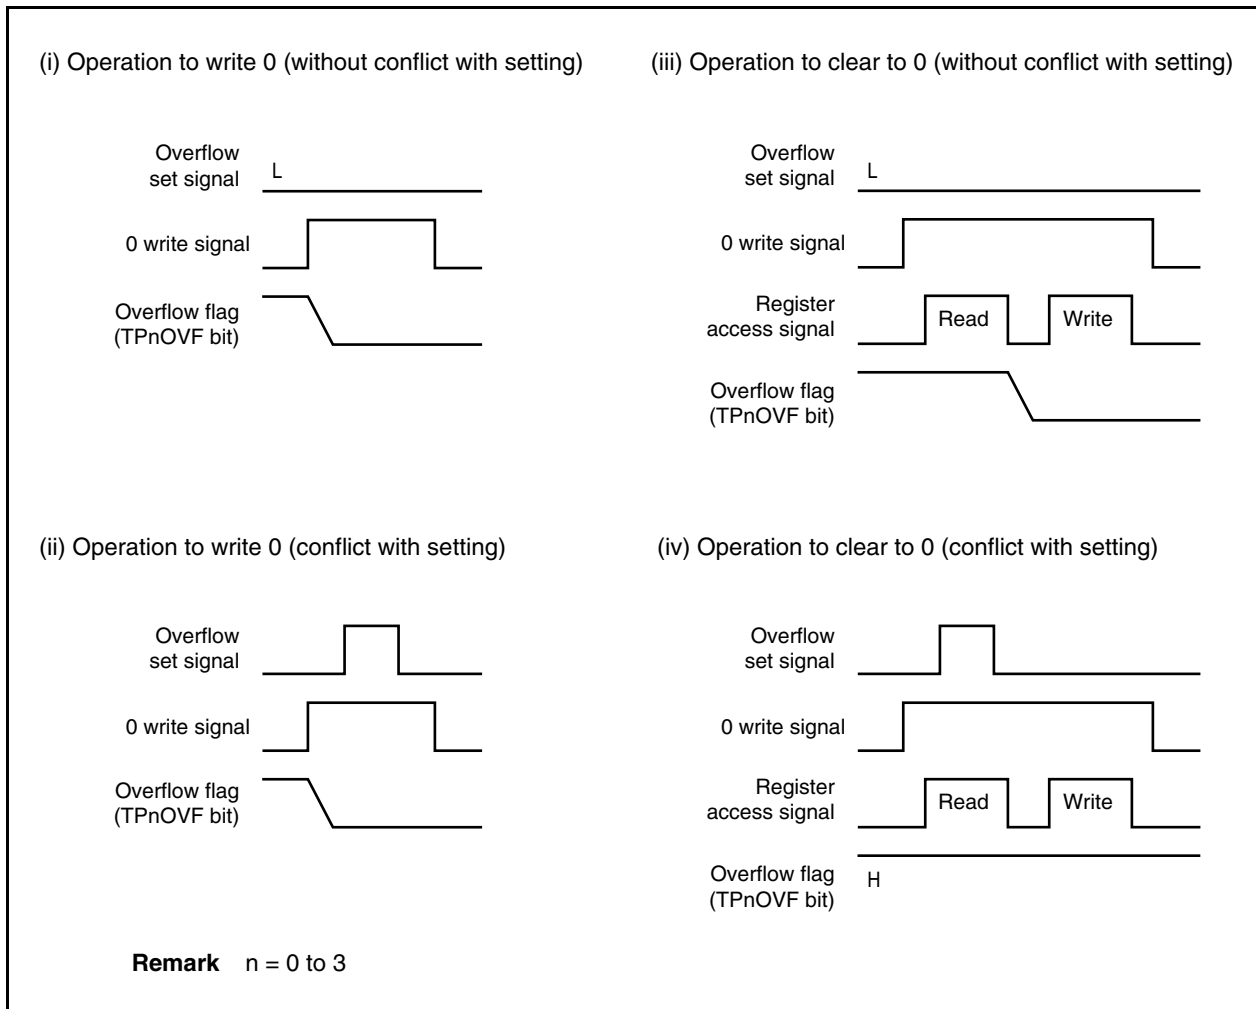 (i) Operation to write 0 (without conflict with setting)
Overflow
set signal
L
0 write signal
Overflow flag
(TPnOVF bit)
(iii) Operation to clear to 0 (without conflict with setting)
Overflow
set signal
L
0 write signal
Register
access signal
Read
Write
Overflow flag
(TPnOVF bit)
(ii) Operation to write 0 (conflict with setting)
Overflow
set signal
0 write signal
Overflow flag
(TPnOVF bit)
(iv) Operation to clear to 0 (conflict with setting)
Overflow
set signal
0 write signal
Register
access signal
Read
Write
Overflow flag
(TPnOVF bit)
H
Remark n = 0 to 3